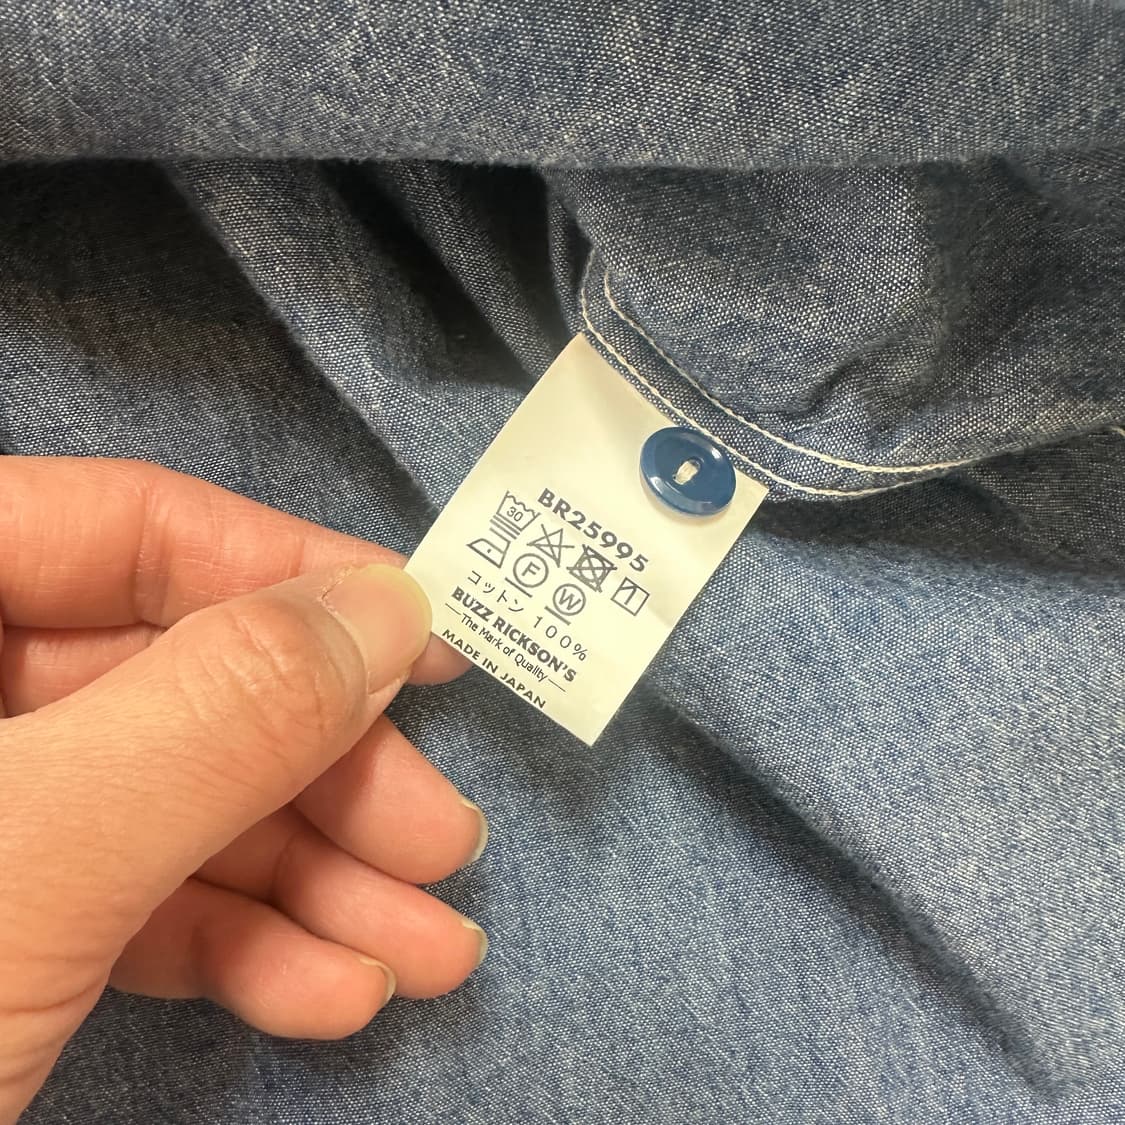 BR25995
30
F W
コットン 100%
BUZZ RICKSON'S
The Mark of Quality
MADE IN JAPAN